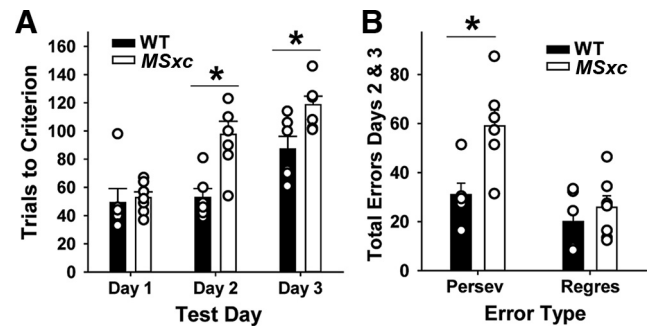 A
Trials to Criterion
160
140
120
100
80
60
40
20
0
WT
MSxc
*
*
Day 1
Day 2
Day 3
Test Day
B
Total Errors Days 2 & 3
80
60
40
20
0
*
WT
MSxc
Persev
Regres
Error Type